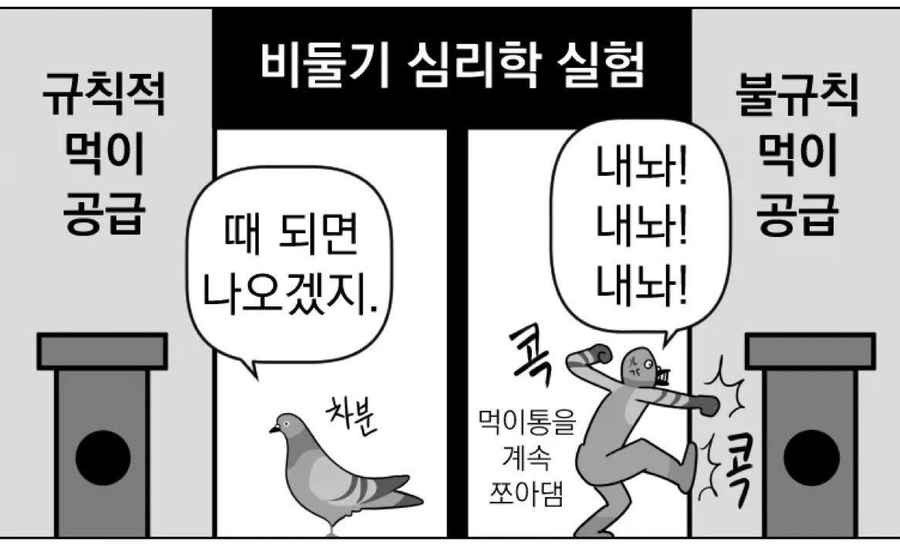 비둘기 심리학 실험
규칙적
먹이
공급
때 되면
나오겠지.
차분
불규칙
먹이
공급
내놔!
내놔!
내놔!
콕
먹이통을
계속
쪼아댐
콕